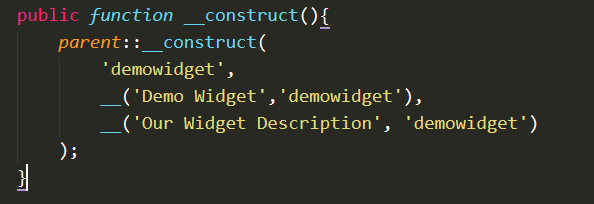 public function __construct(){
    parent::__construct(
        'demowidget',
        __('Demo Widget','demowidget'),
        __('Our Widget Description', 'demowidget')
    );
}